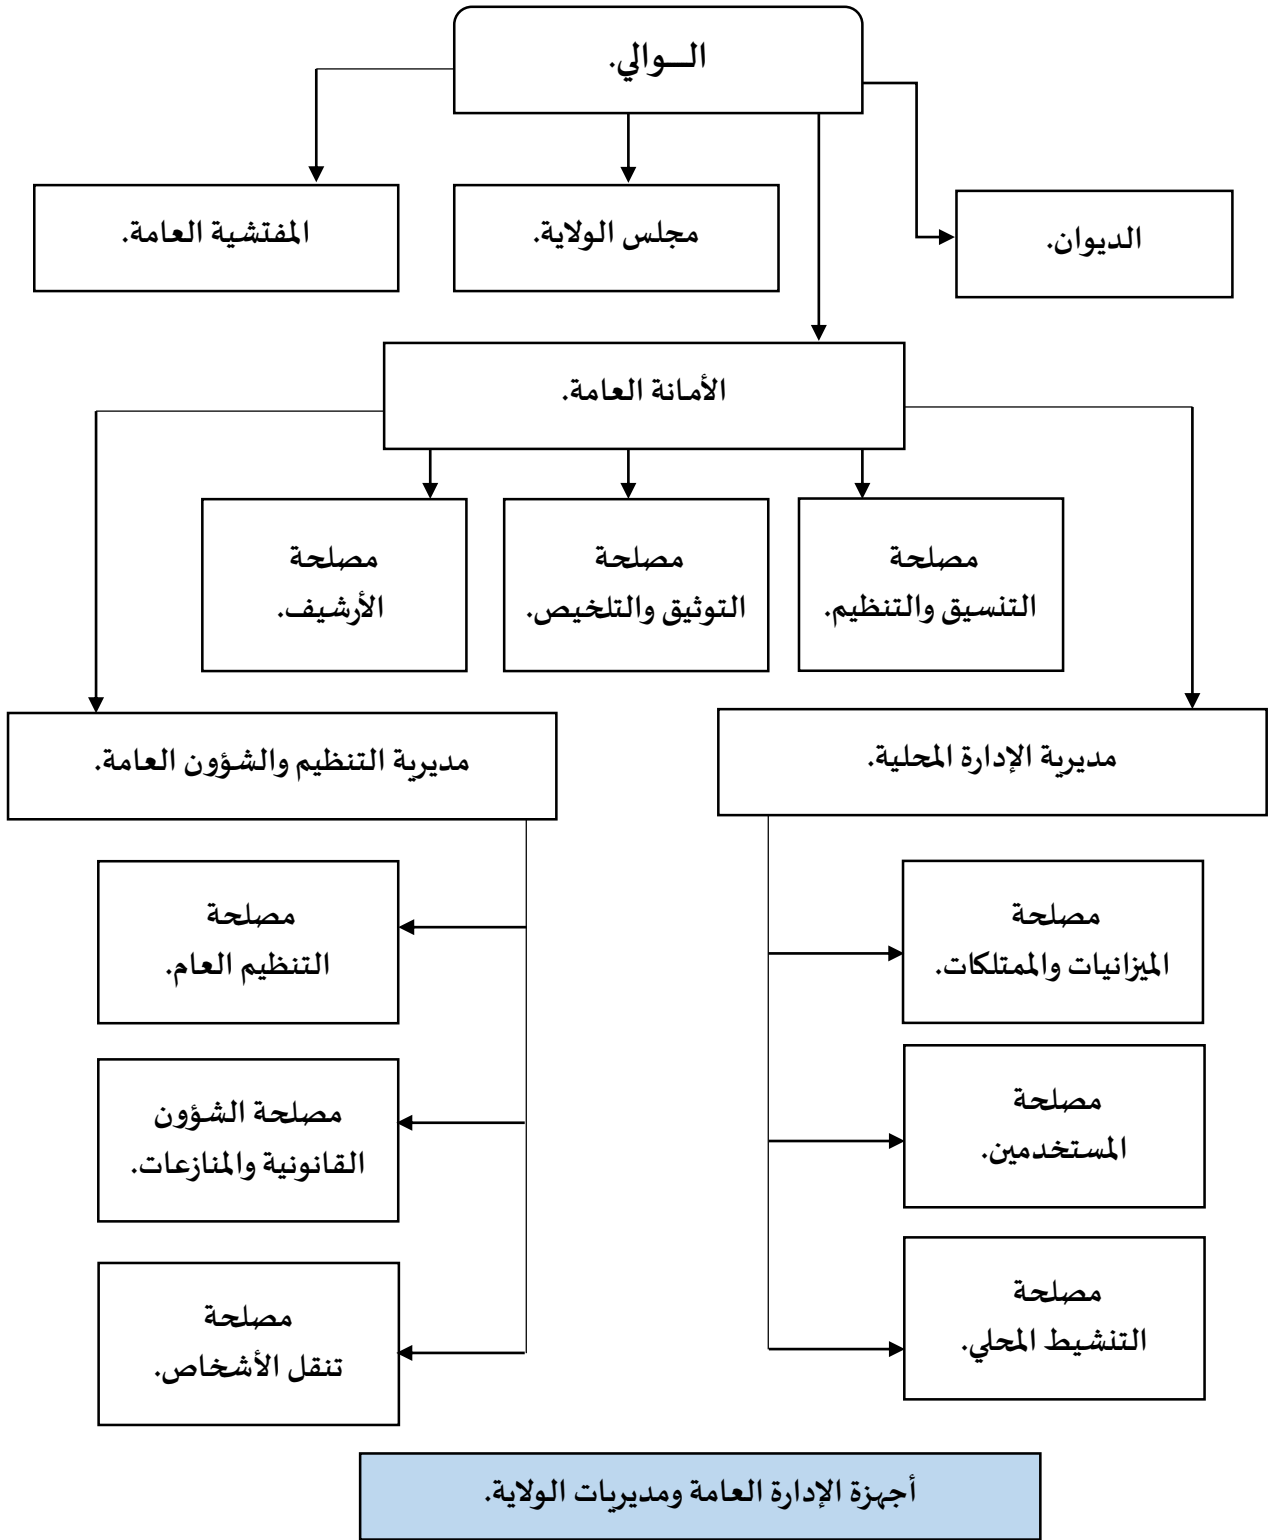 الــوالي.
الديوان.
مجلس الولاية.
المفتشية العامة.
الأمانة العامة.
مصلحة
التنسيق والتنظيم.
مصلحة
التوثيق والتلخيص.
مصلحة
الأرشيف.
مديرية الإدارة المحلية.
مديرية التنظيم والشؤون العامة.
مصلحة
الميزانيات والممتلكات.
مصلحة
المستخدمين.
مصلحة
التنشيط المحلي.
مصلحة
التنظيم العام.
مصلحة الشؤون
القانونية والمنازعات.
مصلحة
تنقل الأشخاص.
أجهزة الإدارة العامة ومديريات الولاية.